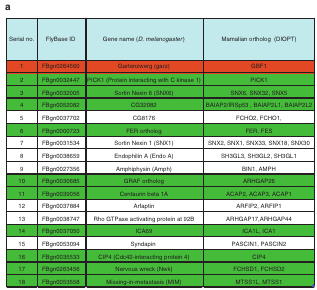 a
Serial no. FlyBase ID Gene name (D. melanogaster) Mamalian ortholog (DIOPT)
1 FBgn0264560 Garbenzwerg (garz) GBF1
2 FBgn0032447 PICK1 (Protein interacting with C kinase 1) PICK1
3 FBgn0032005 Sortin Nexin 6 (SNX6) SNX6, SNX32, SNX5
4 FBgn0052082 CG32082 BAIAP2/IRSp53, BAIAP2L1, BAIAP2L2
5 FBgn0037702 CG8176 FCHO2, FCHO1,
6 FBgn0000723 FER ortholog FER, FES
7 FBgn0031534 Sortin Nexin 1 (SNX1) SNX2, SNX1, SNX33, SNX18, SNX30
8 FBgn0038659 Endophilin A (Endo A) SH3GL3, SH3GL2, SH3GL1
9 FBgn0027356 Amphiphysin (Amph) BIN1, AMPH
10 FBgn0030685 GRAF ortholog ARHGAP26
11 FBgn0039056 Centaurin beta 1A ACAP2, ACAP3, ACAP1
12 FBgn0037884 Arfaptin ARFIP2, ARFIP1
13 FBgn0038747 Rho GTPase activating protein at 92B ARHGAP17,ARHGAP44
14 FBgn0037050 ICA69 ICA1L, ICA1
15 FBgn0053094 Syndapin PASCIN1, PASCIN2
16 FBgn0035533 CIP4 (Cdc42-interacting protein 4) CIP4
17 FBgn0263456 Nervous wreck (Nwk) FCHSD1, FCHSD2
18 FBgn0053558 Missing-in-metastasis (MIM) MTSS1L, MTSS1